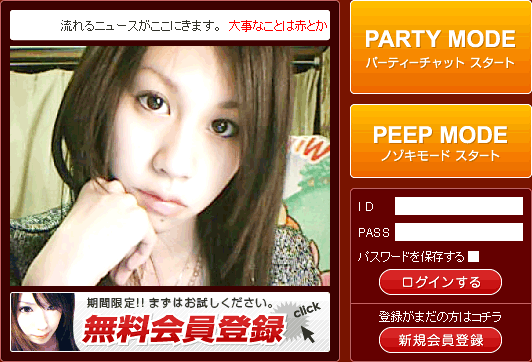 流れるニュースがここにきます。 大事なことは赤とか
PARTY MODE
パーティーチャット スタート
PEEP MODE
ノゾキモード スタート
ID
PASS
パスワードを保存する
ログインする
登録がまだの方はコチラ
新規会員登録
期間限定!! まずはお試しください。
無料会員登録
click